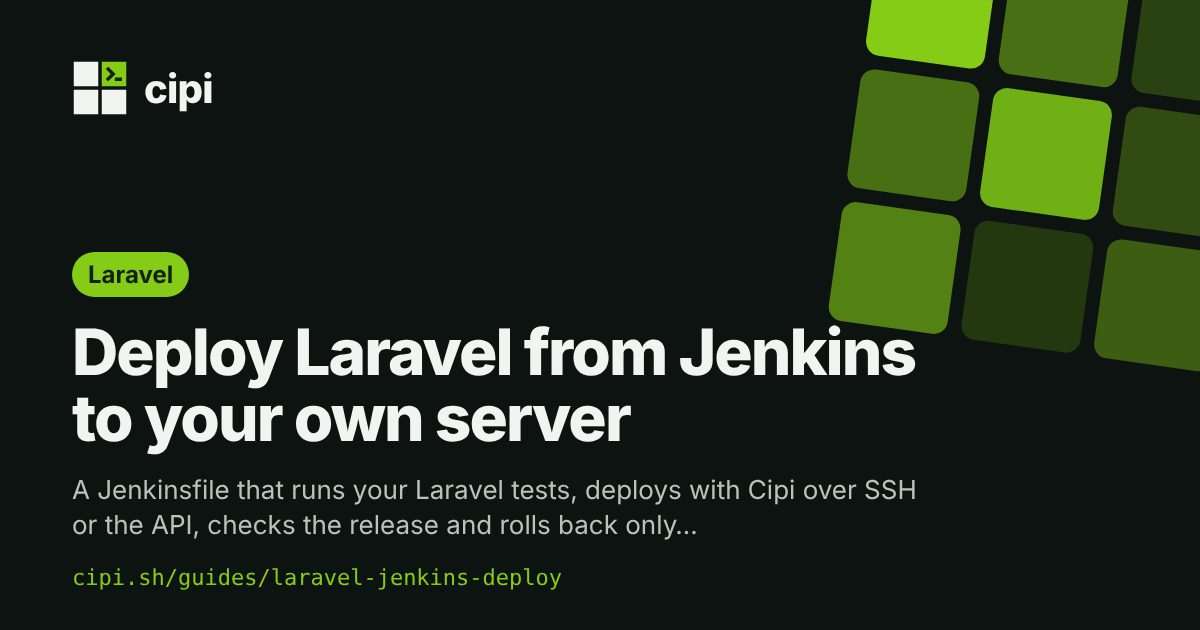 cipi
Laravel
Deploy Laravel from Jenkins
to your own server
A Jenkinsfile that runs your Laravel tests, deploys with Cipi over SSH
or the API, checks the release and rolls back only...
cipi.sh/guides/laravel-jenkins-deploy